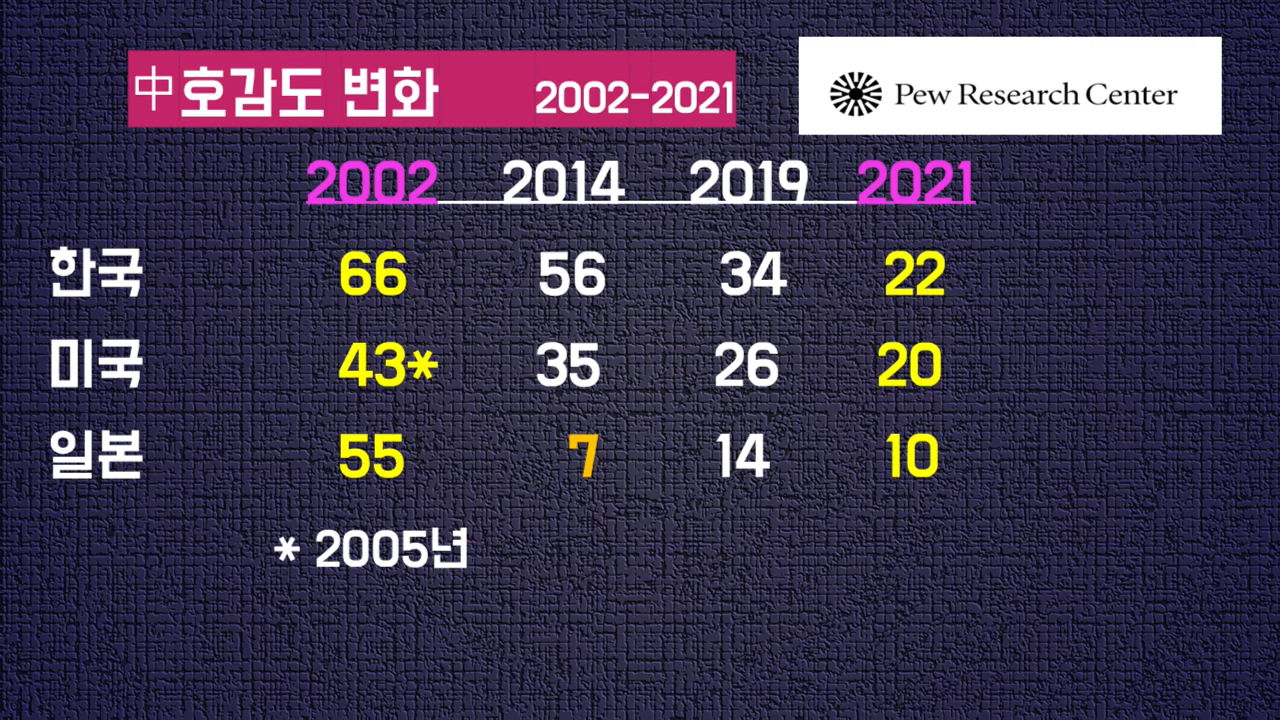 中 호감도 변화 2002-2021
Pew Research Center
2002 2014 2019 2021
한국 66 56 34 22
미국 43* 35 26 20
일본 55 7 14 10
* 2005년